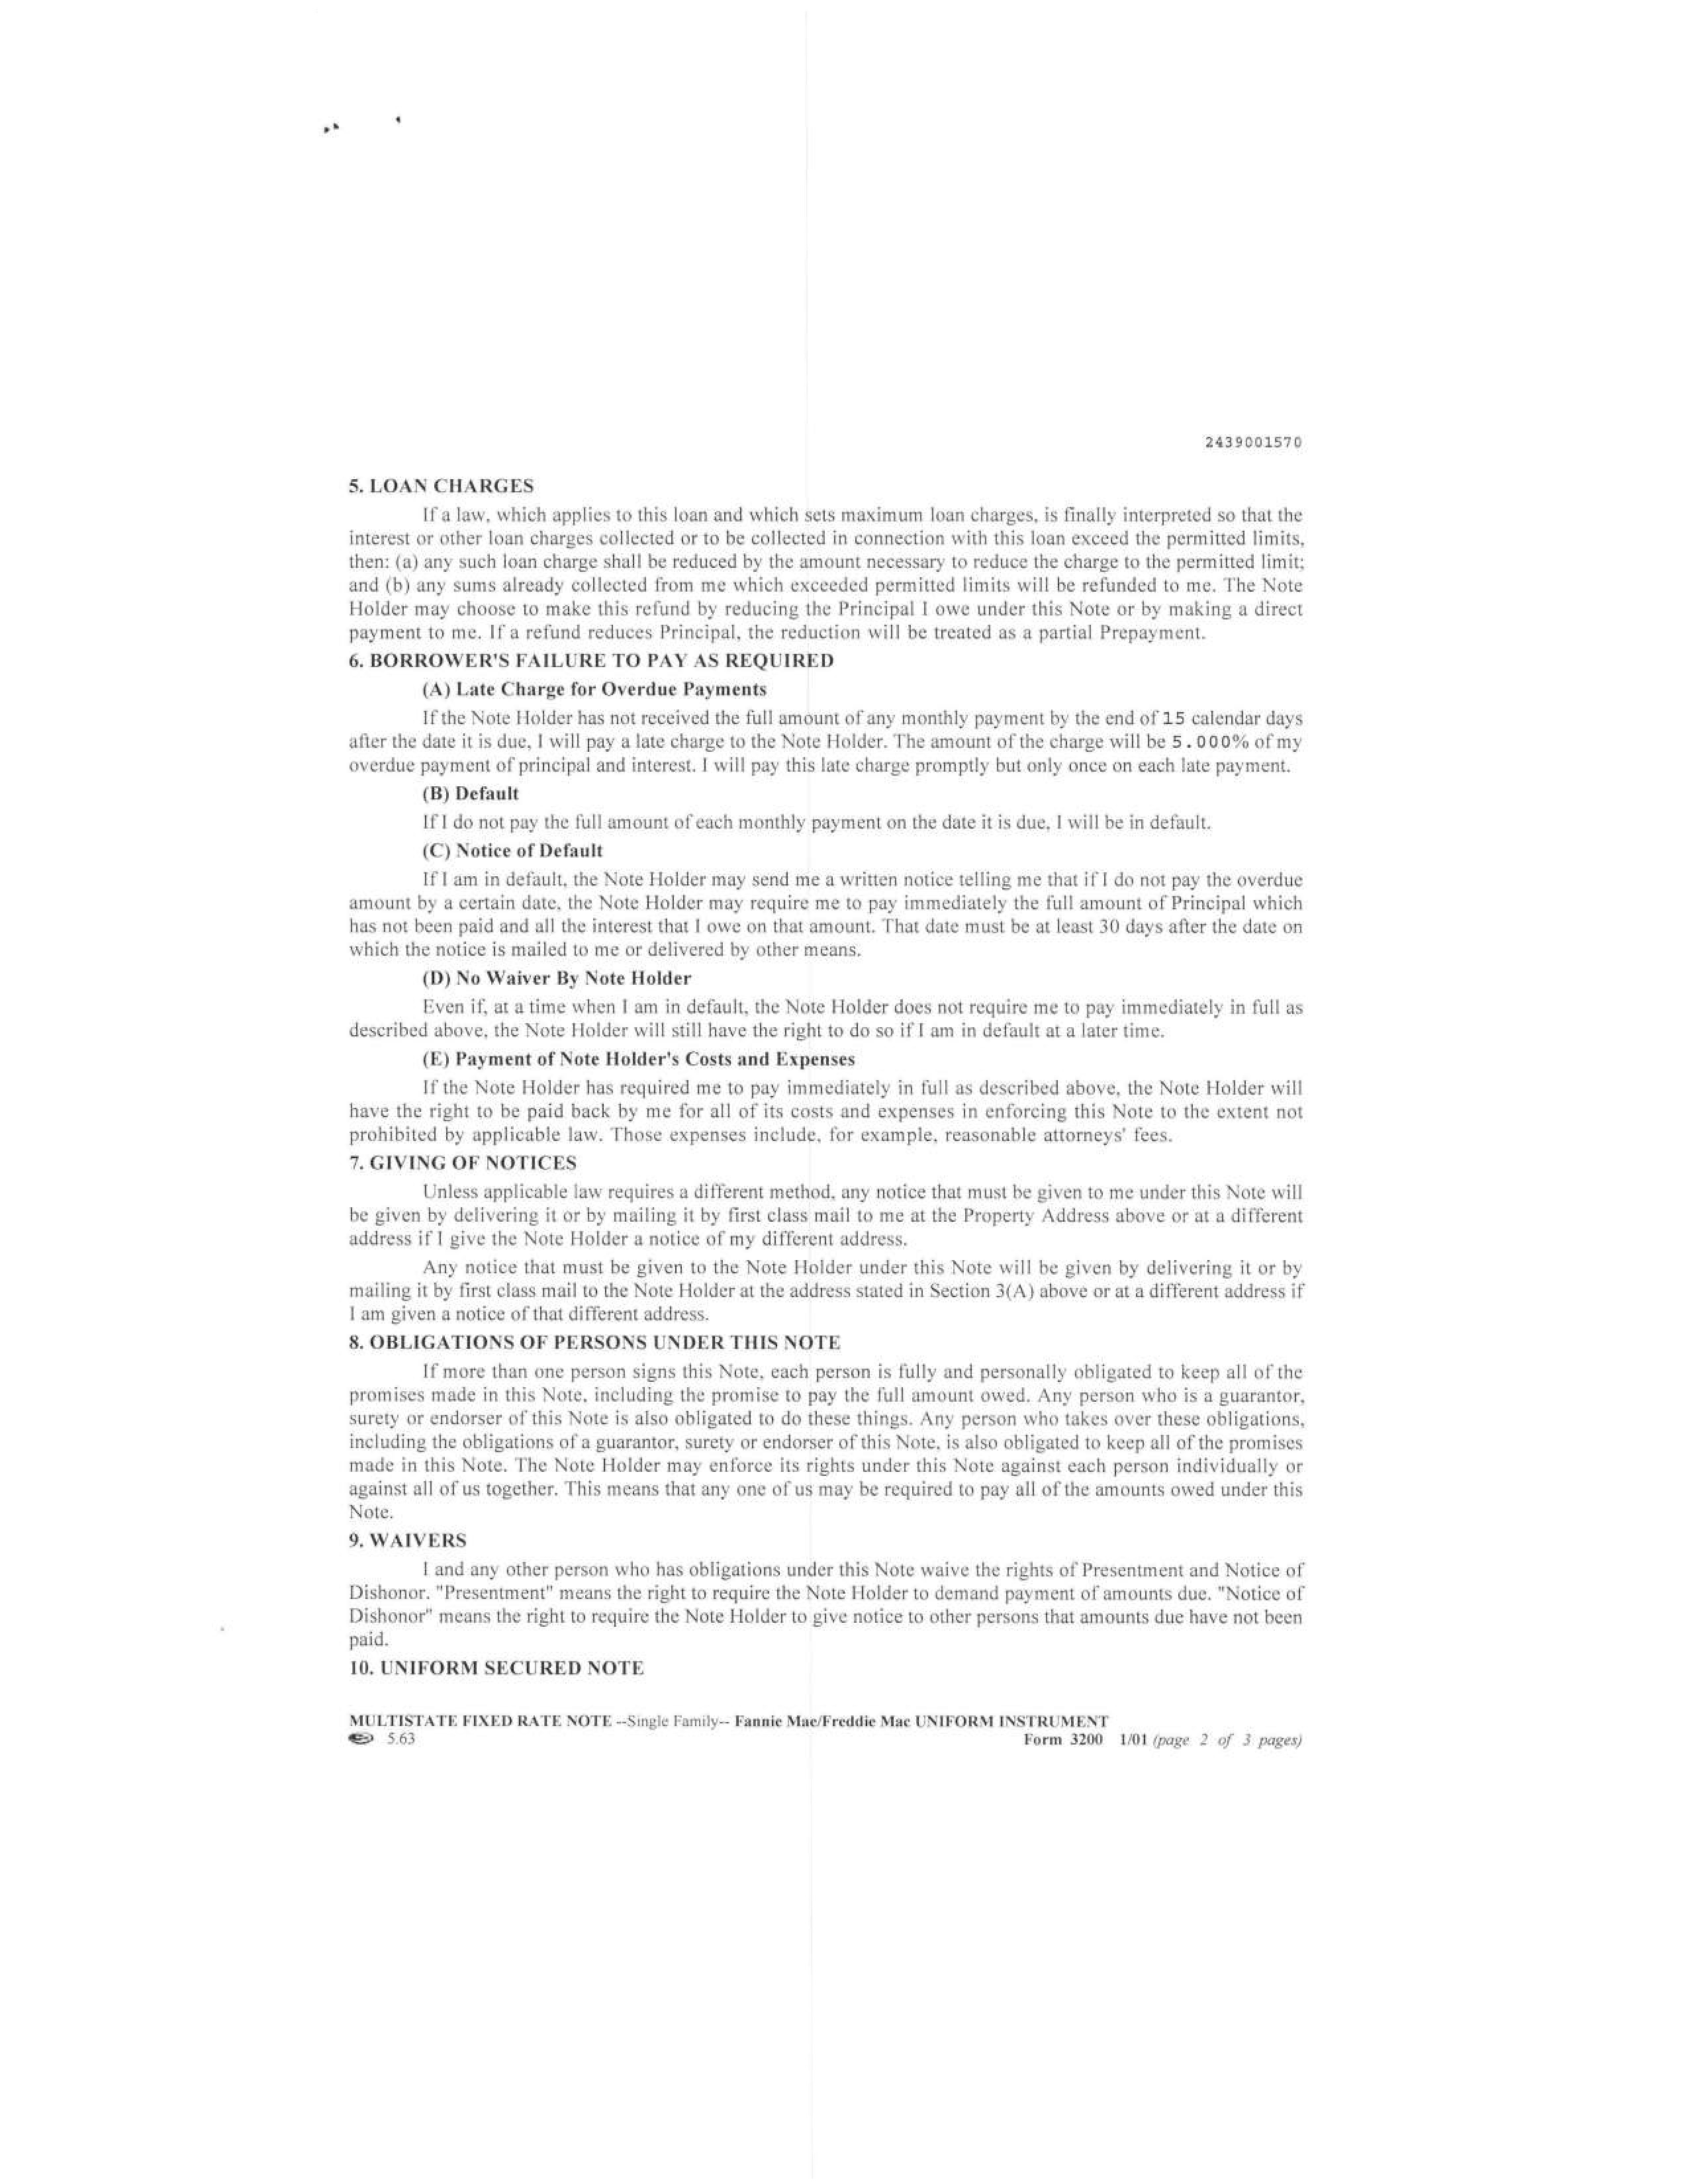 2439001570
5. LOAN CHARGES
If a law, which applies to this loan and which sets maximum loan charges, is finally interpreted so that the
interest or other loan charges collected or to be collected in connection with this loan exceed the permitted limits,
then: (a) any such loan charge shall be reduced by the amount necessary to reduce the charge to the permitted limit;
and (b) any sums already collected from me which exceeded permitted limits will be refunded to me. The Note
Holder may choose to make this refund by reducing the Principal I owe under this Note or by making a direct
payment to me. If a refund reduces Principal, the reduction will be treated as a partial Prepayment.
6. BORROWER'S FAILURE TO PAY AS REQUIRED
(A) Late Charge for Overdue Payments
If the Note Holder has not received the full amount of any monthly payment by the end of 15 calendar days
after the date it is due, I will pay a late charge to the Note Holder. The amount of the charge will be 5.000% of my
overdue payment of principal and interest. I will pay this late charge promptly but only once on each late payment.
(B) Default
If I do not pay the full amount of each monthly payment on the date it is due, I will be in default.
(C) Notice of Default
If I am in default, the Note Holder may send me a written notice telling me that if I do not pay the overdue
amount by a certain date, the Note Holder may require me to pay immediately the full amount of Principal which
has not been paid and all the interest that I owe on that amount. That date must be at least 30 days after the date on
which the notice is mailed to me or delivered by other means.
(D) No Waiver By Note Holder
Even if, at a time when I am in default, the Note Holder does not require me to pay immediately in full as
described above, the Note Holder will still have the right to do so if I am in default at a later time.
(E) Payment of Note Holder's Costs and Expenses
If the Note Holder has required me to pay immediately in full as described above, the Note Holder will
have the right to be paid back by me for all of its costs and expenses in enforcing this Note to the extent not
prohibited by applicable law. Those expenses include, for example, reasonable attorneys' fees.
7. GIVING OF NOTICES
Unless applicable law requires a different method, any notice that must be given to me under this Note will
be given by delivering it or by mailing it by first class mail to me at the Property Address above or at a different
address if I give the Note Holder a notice of my different address.
Any notice that must be given to the Note Holder under this Note will be given by delivering it or by
mailing it by first class mail to the Note Holder at the address stated in Section 3(A) above or at a different address if
I am given a notice of that different address.
8. OBLIGATIONS OF PERSONS UNDER THIS NOTE
If more than one person signs this Note, each person is fully and personally obligated to keep all of the
promises made in this Note, including the promise to pay the full amount owed. Any person who is a guarantor,
surety or endorser of this Note is also obligated to do these things. Any person who takes over these obligations,
including the obligations of a guarantor, surety or endorser of this Note, is also obligated to keep all of the promises
made in this Note. The Note Holder may enforce its rights under this Note against each person individually or
against all of us together. This means that any one of us may be required to pay all of the amounts owed under this
Note.
9. WAIVERS
I and any other person who has obligations under this Note waive the rights of Presentment and Notice of
Dishonor. "Presentment" means the right to require the Note Holder to demand payment of amounts due. "Notice of
Dishonor" means the right to require the Note Holder to give notice to other persons that amounts due have not been
paid.
10. UNIFORM SECURED NOTE
MULTISTATE FIXED RATE NOTE --Single Family-- Fannie Mae/Freddie Mac UNIFORM INSTRUMENT
5.63 Form 3200 1/01 (page 2 of 3 pages)